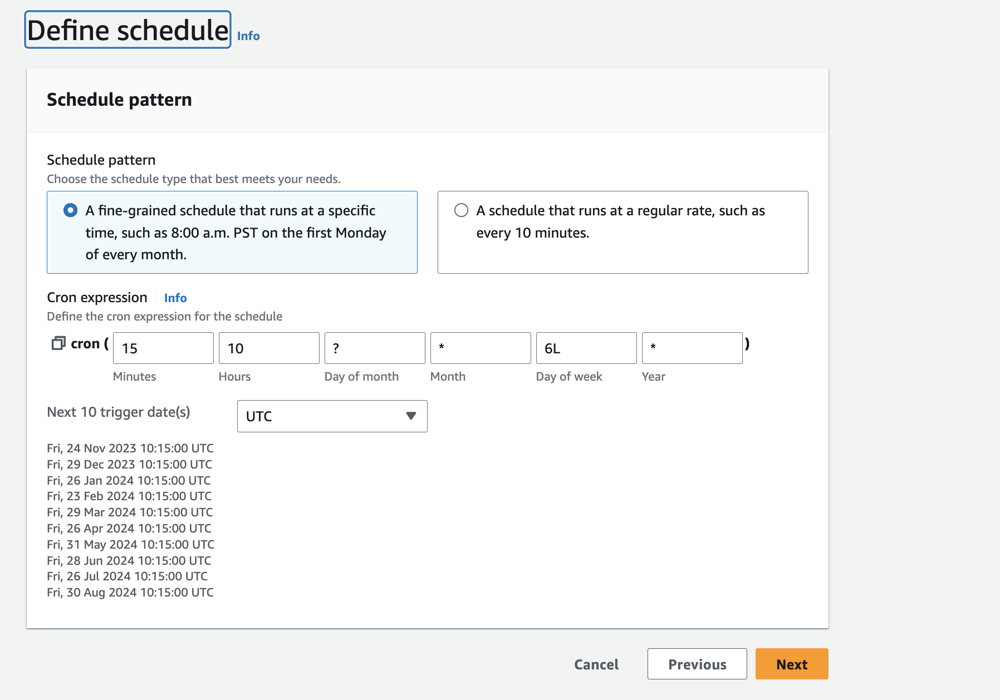 Define schedule Info
Schedule pattern
Schedule pattern
Choose the schedule type that best meets your needs.
A fine-grained schedule that runs at a specific
time, such as 8:00 a.m. PST on the first Monday
of every month.
A schedule that runs at a regular rate, such as
every 10 minutes.
Cron expression Info
Define the cron expression for the schedule
cron ( 15 10 ? * 6L * )
Minutes Hours Day of month Month Day of week Year
Next 10 trigger date(s) UTC
Fri, 24 Nov 2023 10:15:00 UTC
Fri, 29 Dec 2023 10:15:00 UTC
Fri, 26 Jan 2024 10:15:00 UTC
Fri, 23 Feb 2024 10:15:00 UTC
Fri, 29 Mar 2024 10:15:00 UTC
Fri, 26 Apr 2024 10:15:00 UTC
Fri, 31 May 2024 10:15:00 UTC
Fri, 28 Jun 2024 10:15:00 UTC
Fri, 26 Jul 2024 10:15:00 UTC
Fri, 30 Aug 2024 10:15:00 UTC
Cancel Previous Next